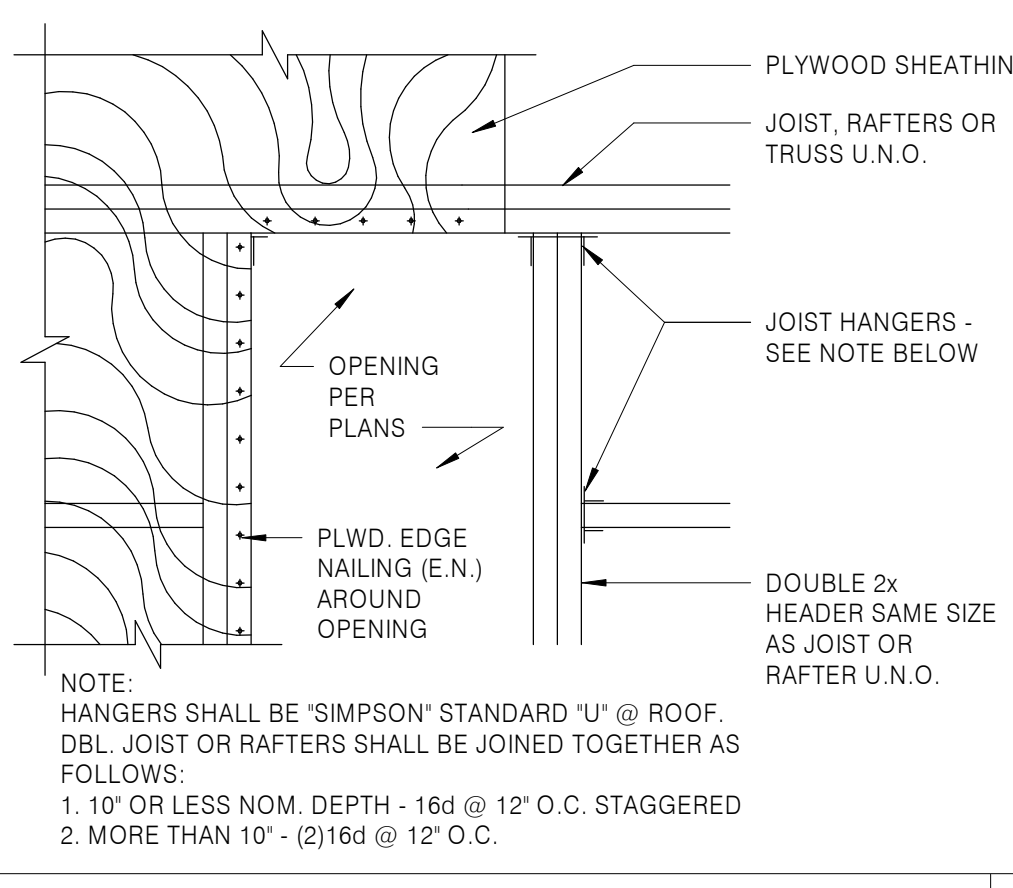 PLYWOOD SHEATHIN
JOIST, RAFTERS OR
TRUSS U.N.O.
JOIST HANGERS -
SEE NOTE BELOW
OPENING
PER
PLANS
PLWD. EDGE
NAILING (E.N.)
AROUND
OPENING
DOUBLE 2x
HEADER SAME SIZE
AS JOIST OR
RAFTER U.N.O.
NOTE:
HANGERS SHALL BE "SIMPSON" STANDARD "U" @ ROOF.
DBL. JOIST OR RAFTERS SHALL BE JOINED TOGETHER AS
FOLLOWS:
1. 10" OR LESS NOM. DEPTH - 16d @ 12" O.C. STAGGERED
2. MORE THAN 10" - (2)16d @ 12" O.C.